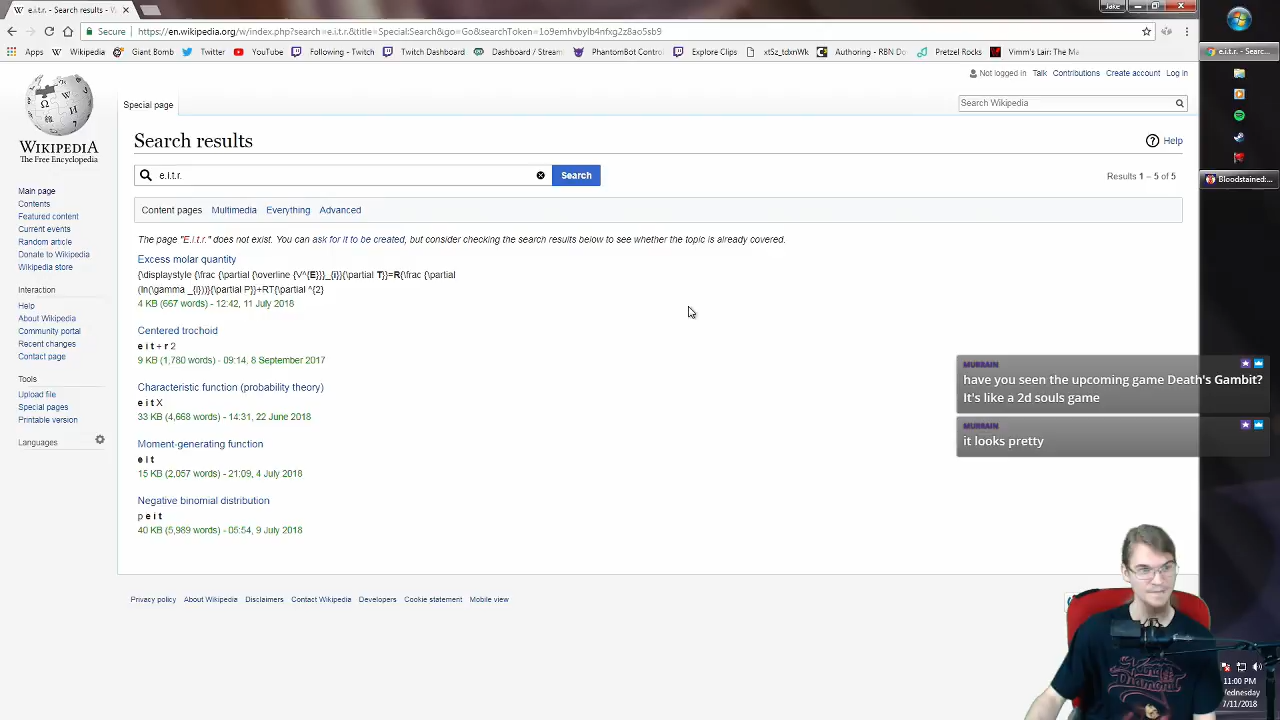 e.i.t.r. - Search results - W
Jake
Secure
https://en.wikipedia.org/w/index.php?search=e.i.t.r.&title=Special:Search&go=Go&searchToken=1o9emhvbylb4nfxg2z8ao5sb9
Apps
Wikipedia
Giant Bomb
Twitter
YouTube
Following - Twitch
Twitch Dashboard
Dashboard / Stream
PhantomBot Control
Explore Clips
xtSz_tdxnWk
Authoring - RBN Do
Pretzel Rocks
Vimm's Lair: The Ma
e.i.t.r. - Searc...
Not logged in Talk Contributions Create account Log in
Special page
Search Wikipedia
WIKIPEDIA
The Free Encyclopedia
Main page
Contents
Featured content
Current events
Random article
Donate to Wikipedia
Wikipedia store
Interaction
Help
About Wikipedia
Community portal
Recent changes
Contact page
Tools
Upload file
Special pages
Printable version
Languages
Search results
Help
e.i.t.r.
Search
Results 1 – 5 of 5
Content pages Multimedia Everything Advanced
The page "E.i.t.r." does not exist. You can ask for it to be created, but consider checking the search results below to see whether the topic is already covered.
Excess molar quantity
{\displaystyle {\frac {\partial {\overline {V^{E}}}_{i}}{\partial T}}=R{\frac {\partial
(ln(\gamma _{i}))}{\partial P}}+RT{\partial ^{2}
4 KB (667 words) - 12:42, 11 July 2018
Centered trochoid
e i t + r 2
9 KB (1,780 words) - 09:14, 8 September 2017
Characteristic function (probability theory)
e i t X
33 KB (4,668 words) - 14:31, 22 June 2018
Moment-generating function
e i t
15 KB (2,057 words) - 21:09, 4 July 2018
Negative binomial distribution
p e i t
40 KB (5,989 words) - 05:54, 9 July 2018
Privacy policy About Wikipedia Disclaimers Contact Wikipedia Developers Cookie statement Mobile view
Bloodstained:...
MURRAIN
have you seen the upcoming game Death's Gambit?
It's like a 2d souls game
MURRAIN
it looks pretty
11:00 PM
Wednesday
7/11/2018